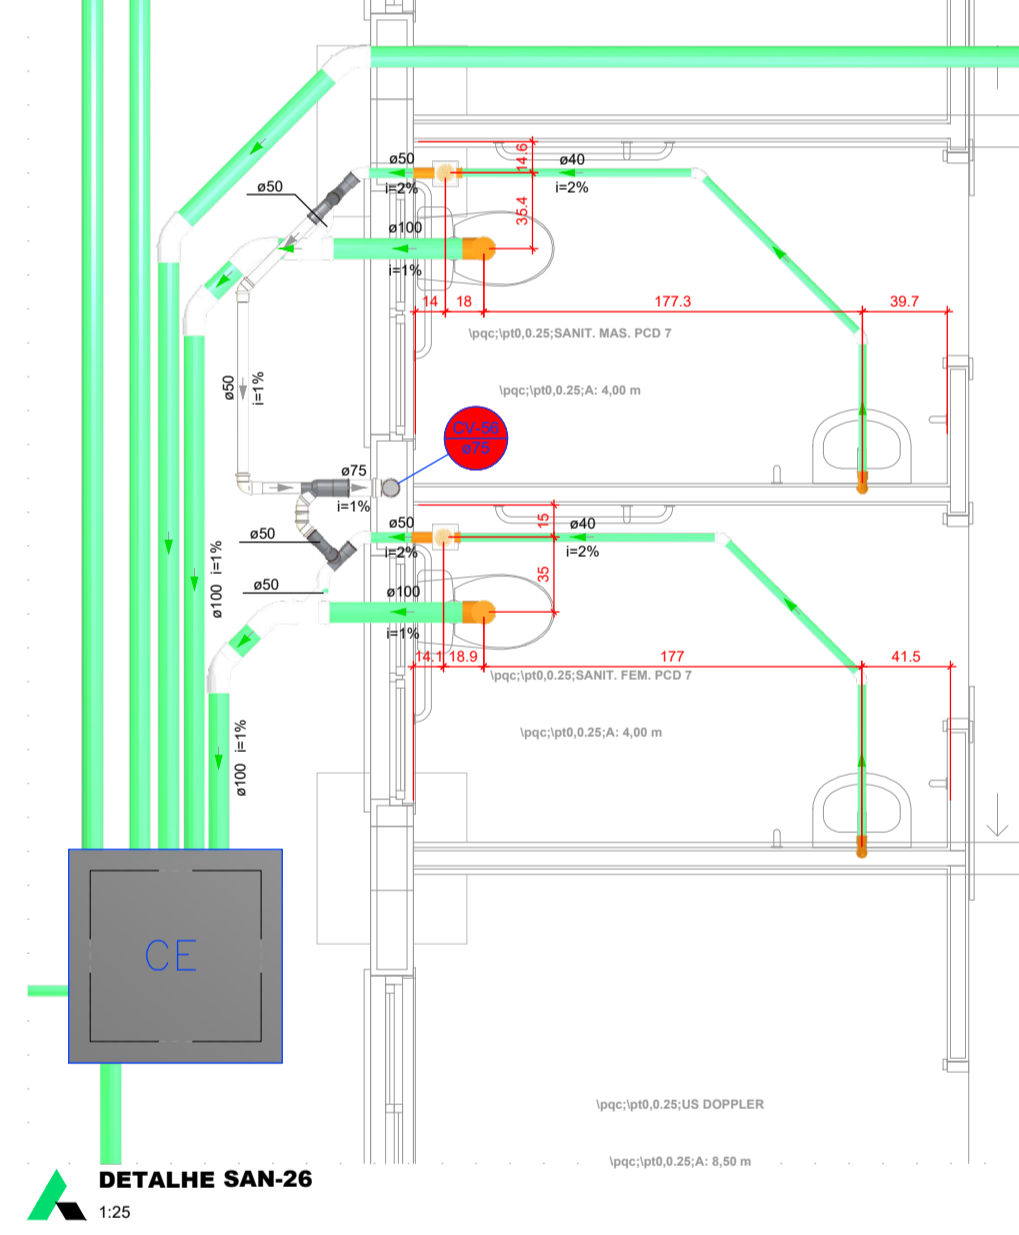 ø50
ø40
14.6
i=2%
i=2%
ø50
35.4
ø100
i=1%
14
18
177.3
39.7
\pqc;\pt0,0.25;SANIT. MAS. PCD 7
ø50
i=1%
\pqc;\pt0,0.25;A: 4,00 m
CV-56
ø75
ø75
i=1%
ø50
ø40
15
i=2%
i=2%
ø50
35
ø50
ø100
i=1%
ø100 i=1%
14.1
18.9
177
41.5
\pqc;\pt0,0.25;SANIT. FEM. PCD 7
\pqc;\pt0,0.25;A: 4,00 m
ø100 i=1%
CE
\pqc;\pt0,0.25;US DOPPLER
\pqc;\pt0,0.25;A: 8,50 m
DETALHE SAN-26
1:25